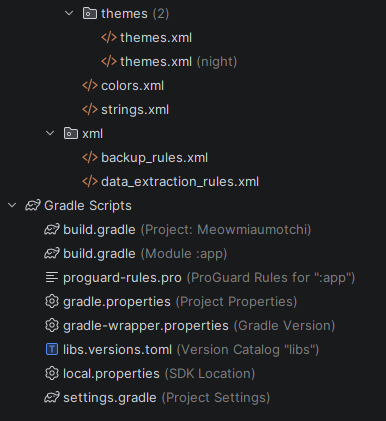 themes (2)
themes.xml
themes.xml (night)
colors.xml
strings.xml
xml
backup_rules.xml
data_extraction_rules.xml
Gradle Scripts
build.gradle (Project: Meowmiaumotchi)
build.gradle (Module :app)
proguard-rules.pro (ProGuard Rules for ":app")
gradle.properties (Project Properties)
gradle-wrapper.properties (Gradle Version)
libs.versions.toml (Version Catalog "libs")
local.properties (SDK Location)
settings.gradle (Project Settings)